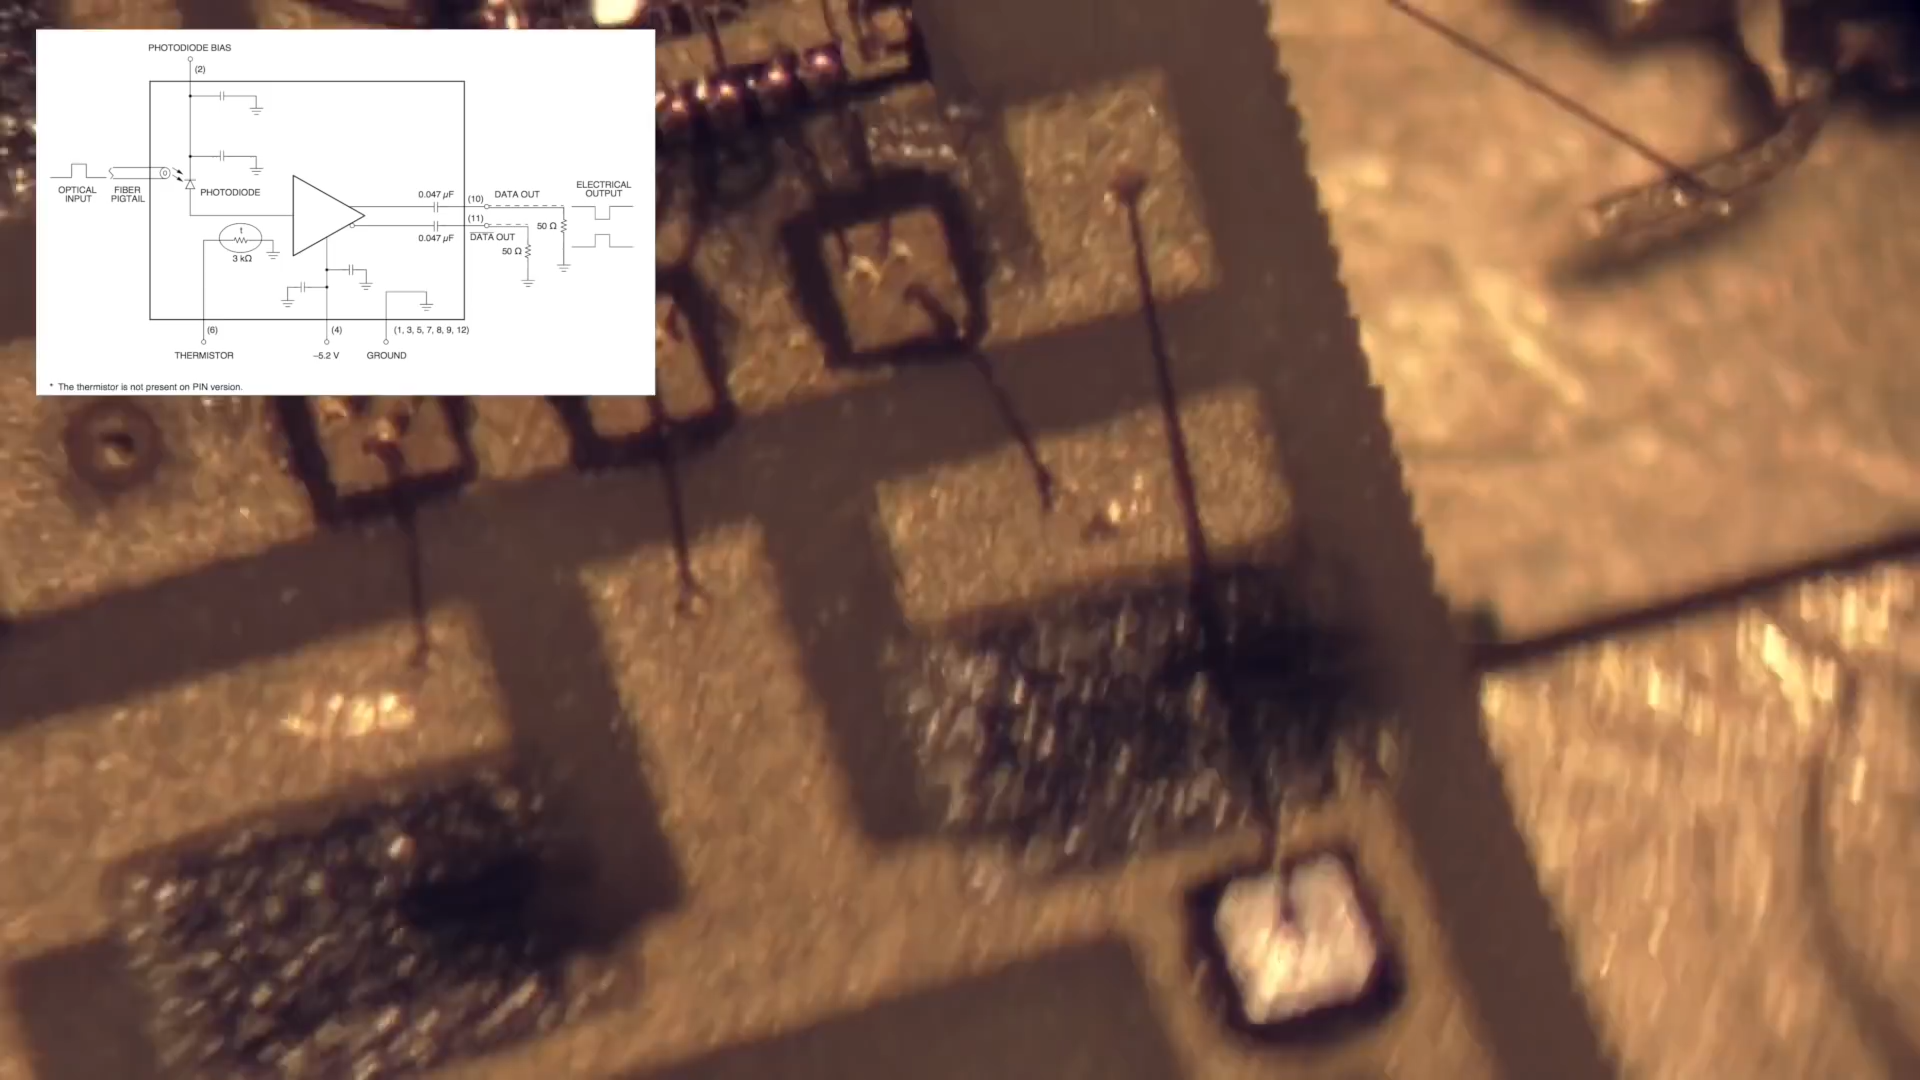 PHOTODIODE BIAS
(2)
OPTICAL
INPUT
FIBER
PIGTAIL
PHOTODIODE
t
3 kΩ
0.047 µF
0.047 µF
(10)
DATA OUT
(11)
DATA OUT
50 Ω
50 Ω
ELECTRICAL
OUTPUT
(6)
(4)
(1, 3, 5, 7, 8, 9, 12)
THERMISTOR
–5.2 V
GROUND
* The thermistor is not present on PIN version.